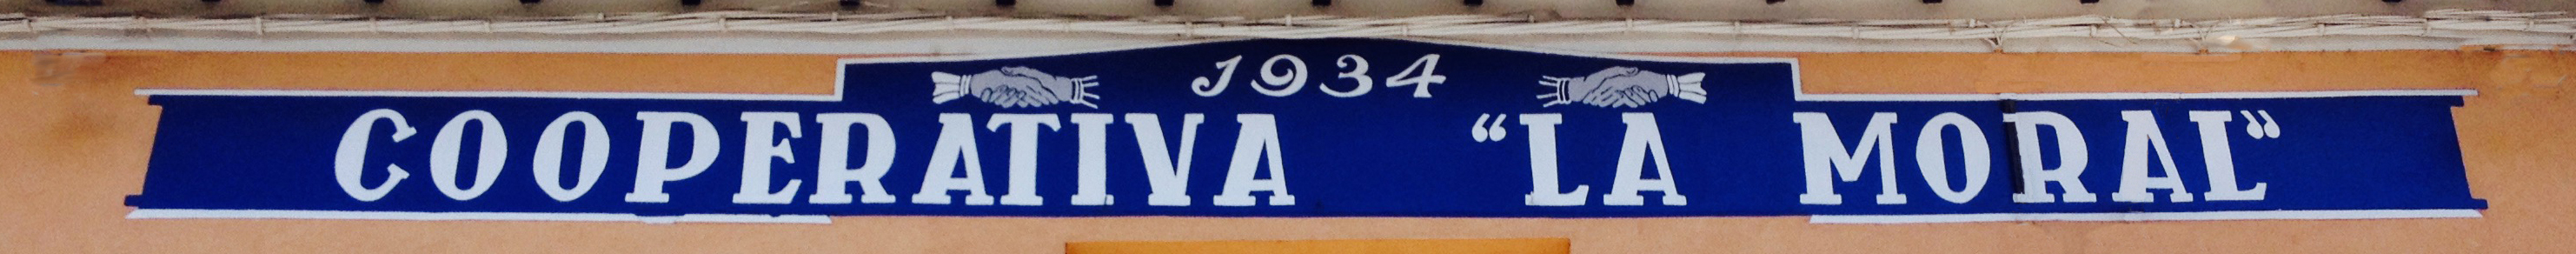 1934
COOPERATIVA “LA MORAL”